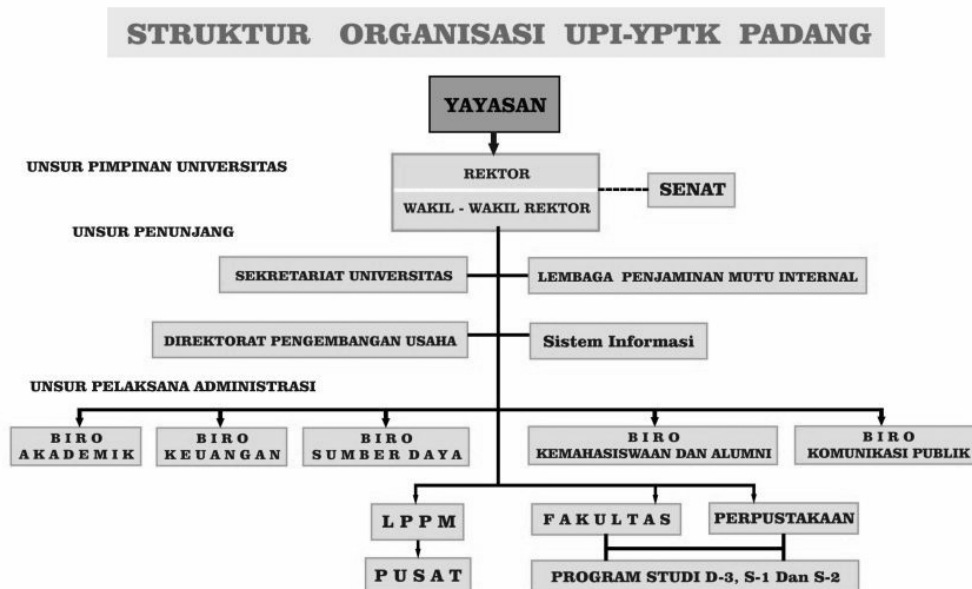 STRUKTUR ORGANISASI UPI-YPTK PADANG
YAYASAN
UNSUR PIMPINAN UNIVERSITAS
REKTOR
WAKIL - WAKIL REKTOR
SENAT
UNSUR PENUNJANG
SEKRETARIAT UNIVERSITAS
LEMBAGA PENJAMINAN MUTU INTERNAL
DIREKTORAT PENGEMBANGAN USAHA
Sistem Informasi
UNSUR PELAKSANA ADMINISTRASI
BIRO
AKADEMIK
BIRO
KEUANGAN
BIRO
SUMBER DAYA
BIRO
KEMAHASISWAAN DAN ALUMNI
BIRO
KOMUNIKASI PUBLIK
LPPM
FAKULTAS
PERPUSTAKAAN
PUSAT
PROGRAM STUDI D-3, S-1 Dan S-2